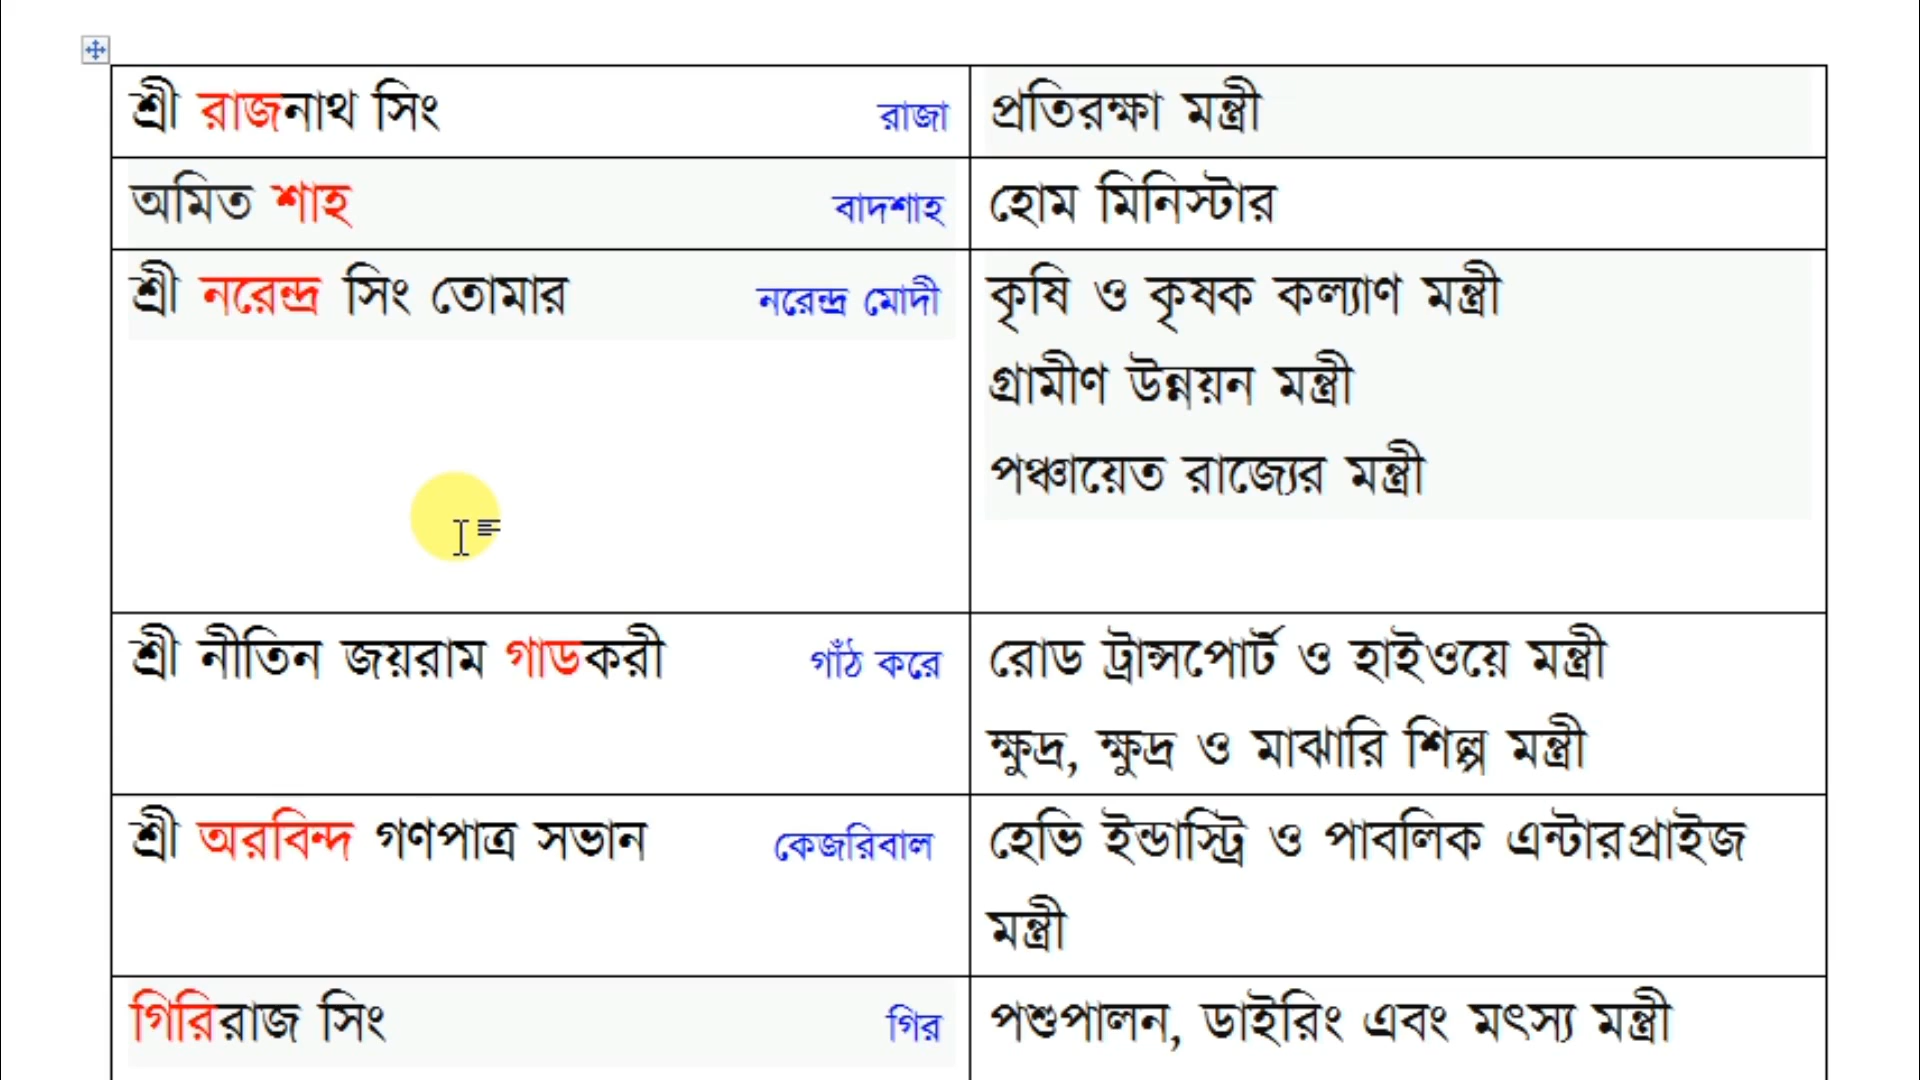 শ্রী রাজনাথ সিং রাজা প্রতিরক্ষা মন্ত্রী
অমিত শাহ বাদশাহ হোম মিনিস্টার
শ্রী নরেন্দ্র সিং তোমার নরেন্দ্র মোদী কৃষি ও কৃষক কল্যাণ মন্ত্রী
গ্রামীণ উন্নয়ন মন্ত্রী
পঞ্চায়েত রাজ্যের মন্ত্রী
শ্রী নীতিন জয়রাম গাডকরী গাঁঠ করে রোড ট্রান্সপোর্ট ও হাইওয়ে মন্ত্রী
ক্ষুদ্র, ক্ষুদ্র ও মাঝারি শিল্প মন্ত্রী
শ্রী অরবিন্দ গণপাত্র সভান কেজরিবাল হেভি ইন্ডাস্ট্রি ও পাবলিক এন্টারপ্রাইজ
মন্ত্রী
গিরিরাজ সিং গির পশুপালন, ডাইরিং এবং মৎস্য মন্ত্রী